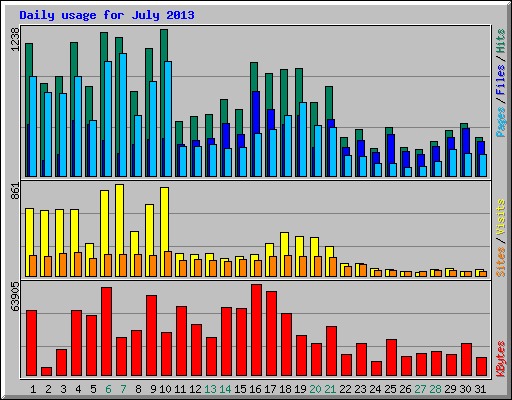 Daily usage for July 2013
1238
Pages / Files / Hits
861
Sites / Visits
63905
KBytes
1 2 3 4 5 6 7 8 9 10 11 12 13 14 15 16 17 18 19 20 21 22 23 24 25 26 27 28 29 30 31